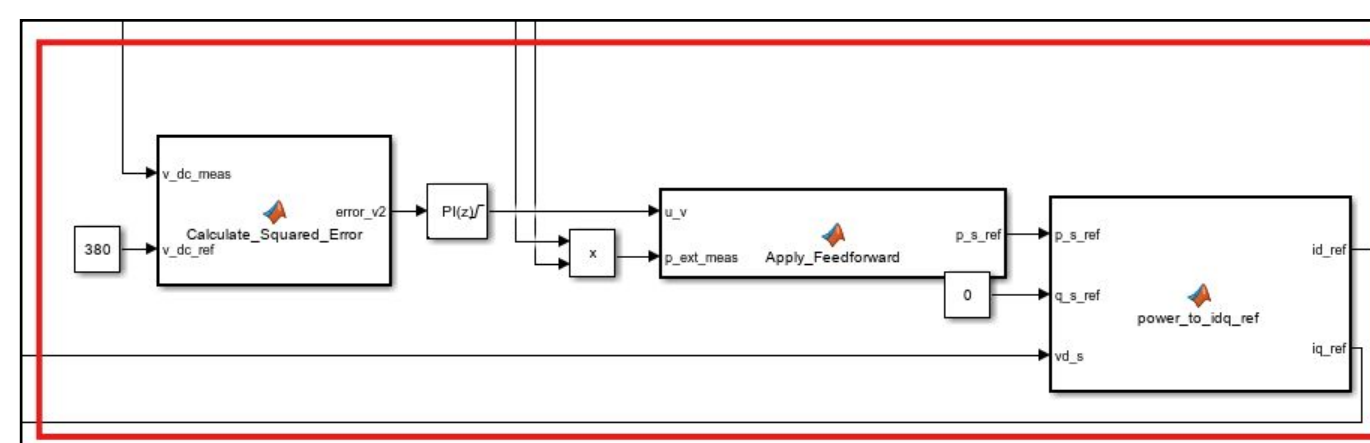 v_dc_meas
error_v2
Calculate_Squared_Error
380
v_dc_ref
PI(z)
x
u_v
p_s_ref
p_ext_meas
Apply_Feedforward
0
p_s_ref
id_ref
q_s_ref
power_to_idq_ref
iq_ref
vd_s